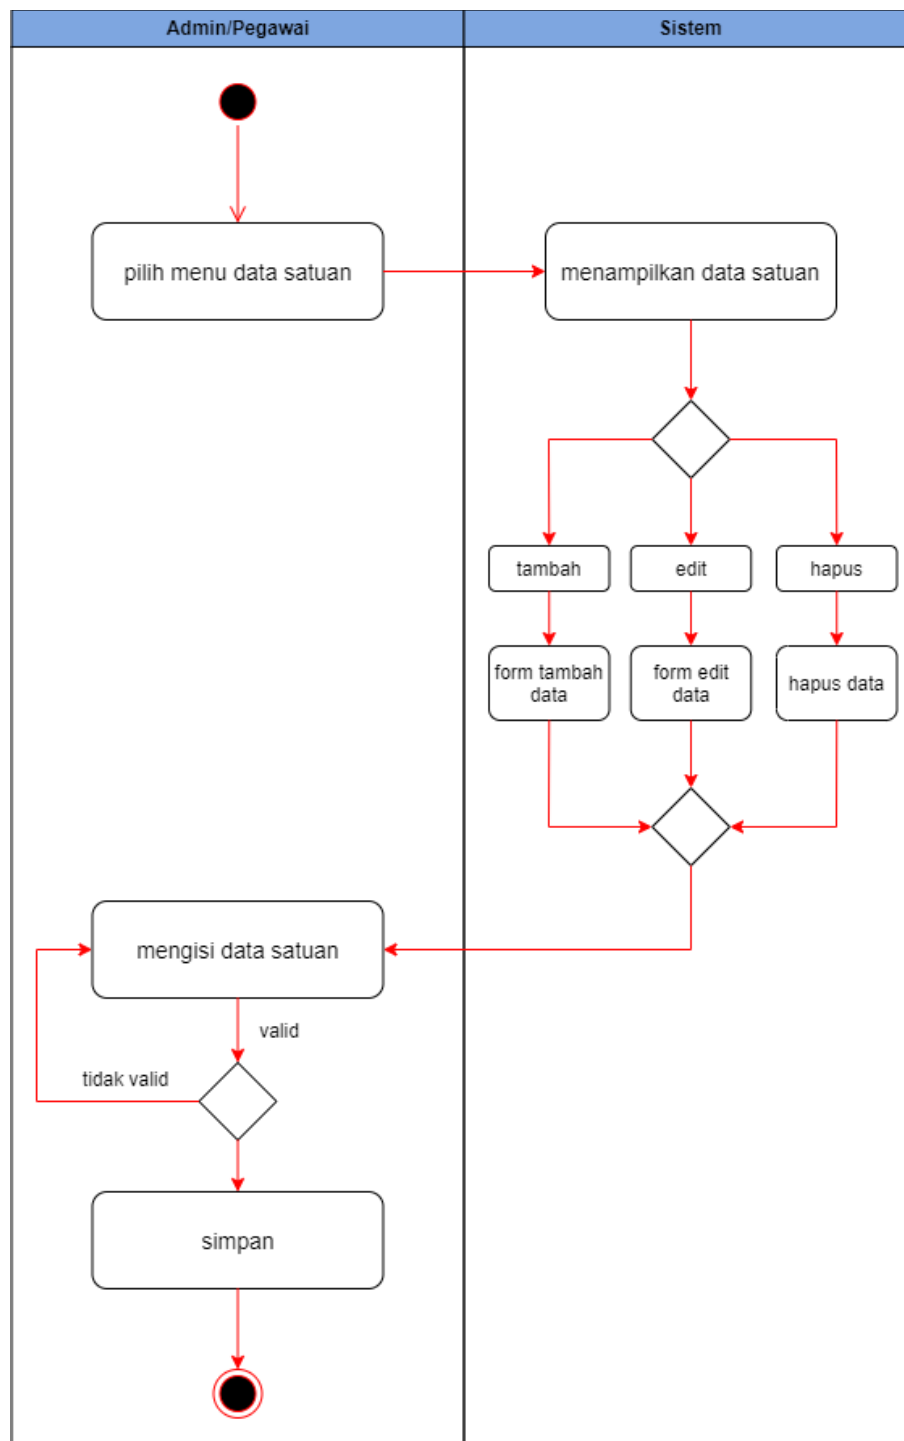 Admin/Pegawai
Sistem
pilih menu data satuan
menampilkan data satuan
tambah
edit
hapus
form tambah
data
form edit
data
hapus data
mengisi data satuan
valid
tidak valid
simpan